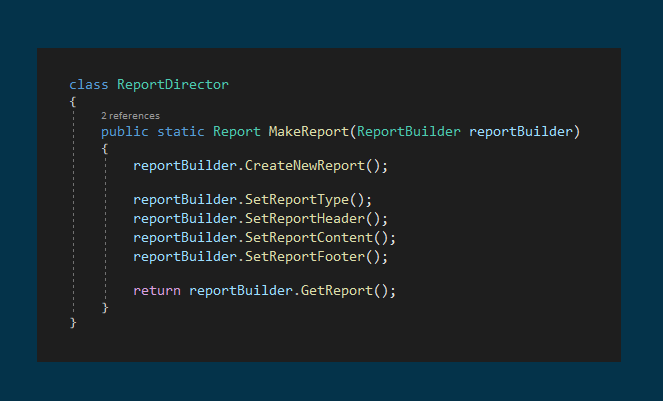 class ReportDirector
{
2 references
public static Report MakeReport(ReportBuilder reportBuilder)
{
reportBuilder.CreateNewReport();
reportBuilder.SetReportType();
reportBuilder.SetReportHeader();
reportBuilder.SetReportContent();
reportBuilder.SetReportFooter();
return reportBuilder.GetReport();
}
}